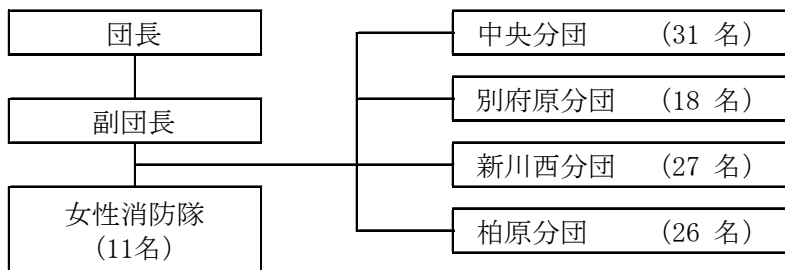 団長
副団長
女性消防隊
(11名)
中央分団 (31 名)
別府原分団 (18 名)
新川西分団 (27 名)
柏原分団 (26 名)